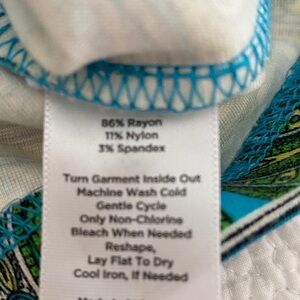 86% Rayon
11% Nylon
3% Spandex
Turn Garment Inside Out
Machine Wash Cold
Gentle Cycle
Only Non-Chlorine
Bleach When Needed
Reshape,
Lay Flat To Dry
Cool Iron, If Needed